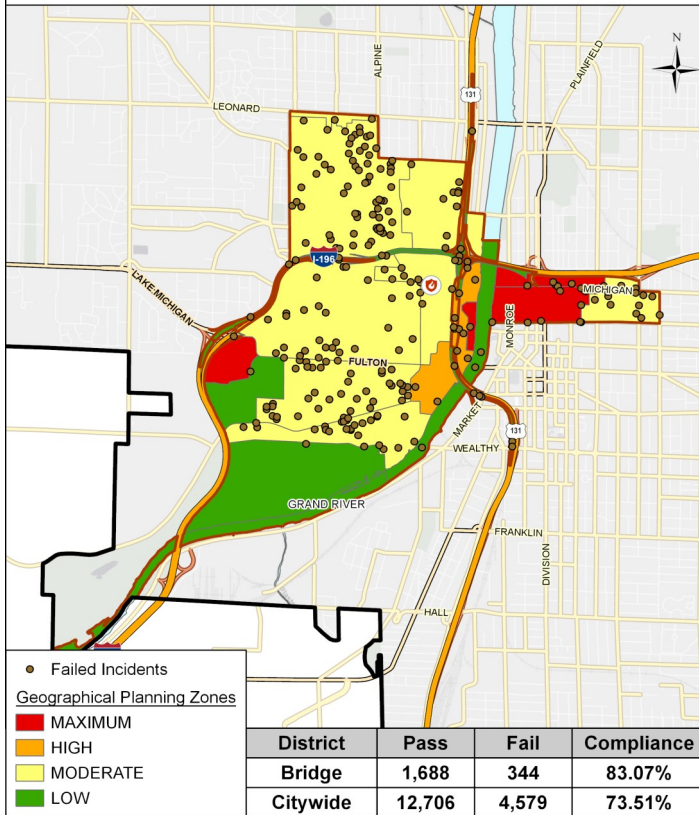 N
ALPINE
PLAINFIELD
131
LEONARD
I-196
LAKE MICHIGAN
MICHIGAN
MONROE
FULTON
MARKET
131
WEALTHY
GRAND RIVER
FRANKLIN
DIVISION
HALL
Failed Incidents
Geographical Planning Zones
MAXIMUM
HIGH
MODERATE
LOW
District Pass Fail Compliance
Bridge 1,688 344 83.07%
Citywide 12,706 4,579 73.51%